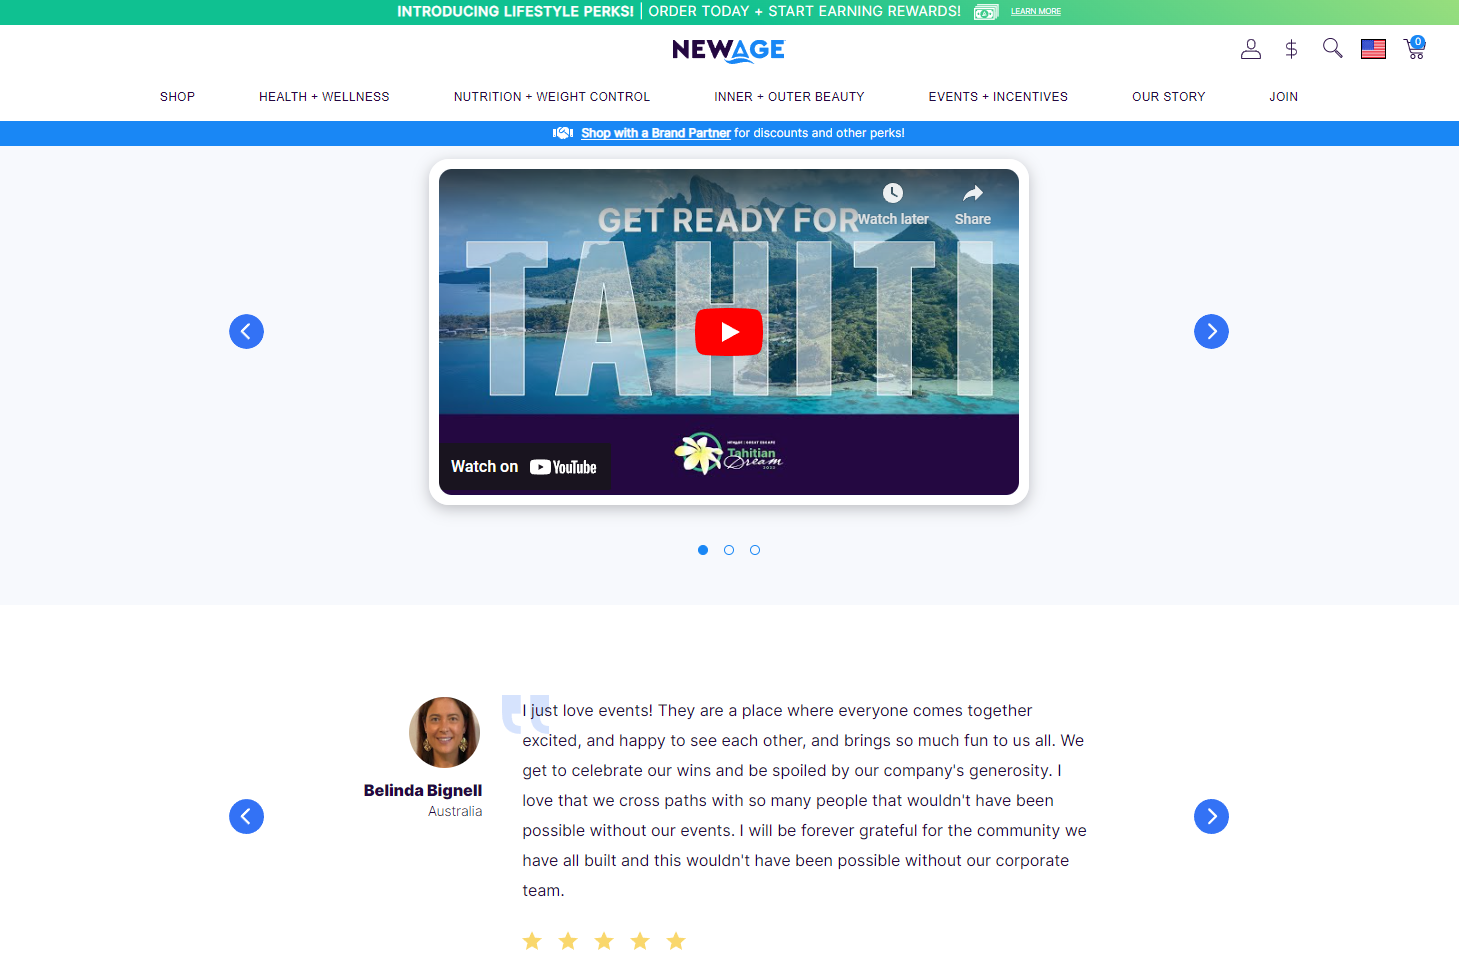 INTRODUCING LIFESTYLE PERKS! | ORDER TODAY + START EARNING REWARDS! LEARN MORE
NEWAGE
0
SHOP HEALTH + WELLNESS NUTRITION + WEIGHT CONTROL INNER + OUTER BEAUTY EVENTS + INCENTIVES OUR STORY JOIN
Shop with a Brand Partner for discounts and other perks!
GET READY FOR
Watch later Share
TAHITI
NEWAGE | GREAT ESCAPE
Tahitian
Dream
2023
Watch on YouTube
I just love events! They are a place where everyone comes together
excited, and happy to see each other, and brings so much fun to us all. We
get to celebrate our wins and be spoiled by our company's generosity. I
love that we cross paths with so many people that wouldn't have been
possible without our events. I will be forever grateful for the community we
have all built and this wouldn't have been possible without our corporate
team.
Belinda Bignell
Australia